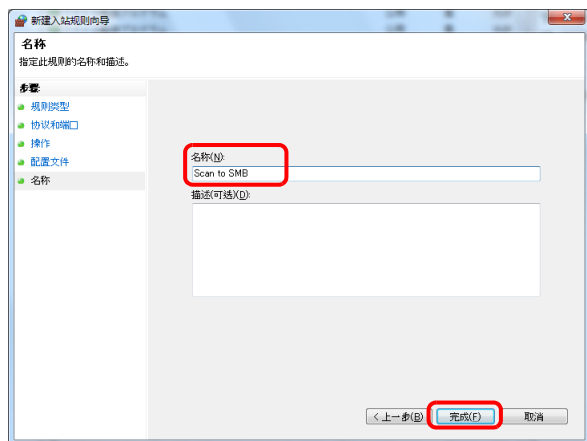 新建入站规则向导
名称
指定此规则的名称和描述。
步骤:
规则类型
协议和端口
操作
配置文件
名称
名称(N):
Scan to SMB
描述(可选)(D):
< 上一步(B)
完成(F)
取消